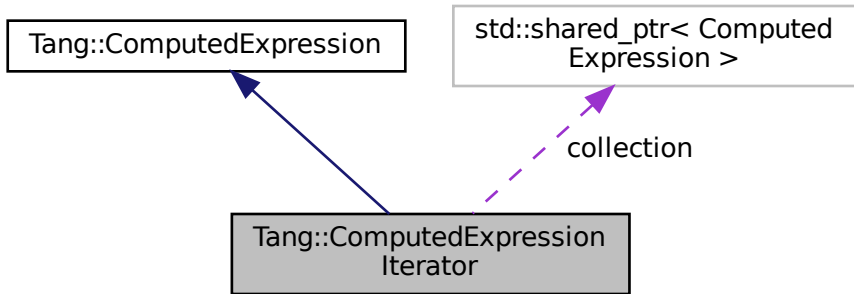 Tang::ComputedExpression
std::shared_ptr< Computed
Expression >
collection
Tang::ComputedExpression
Iterator